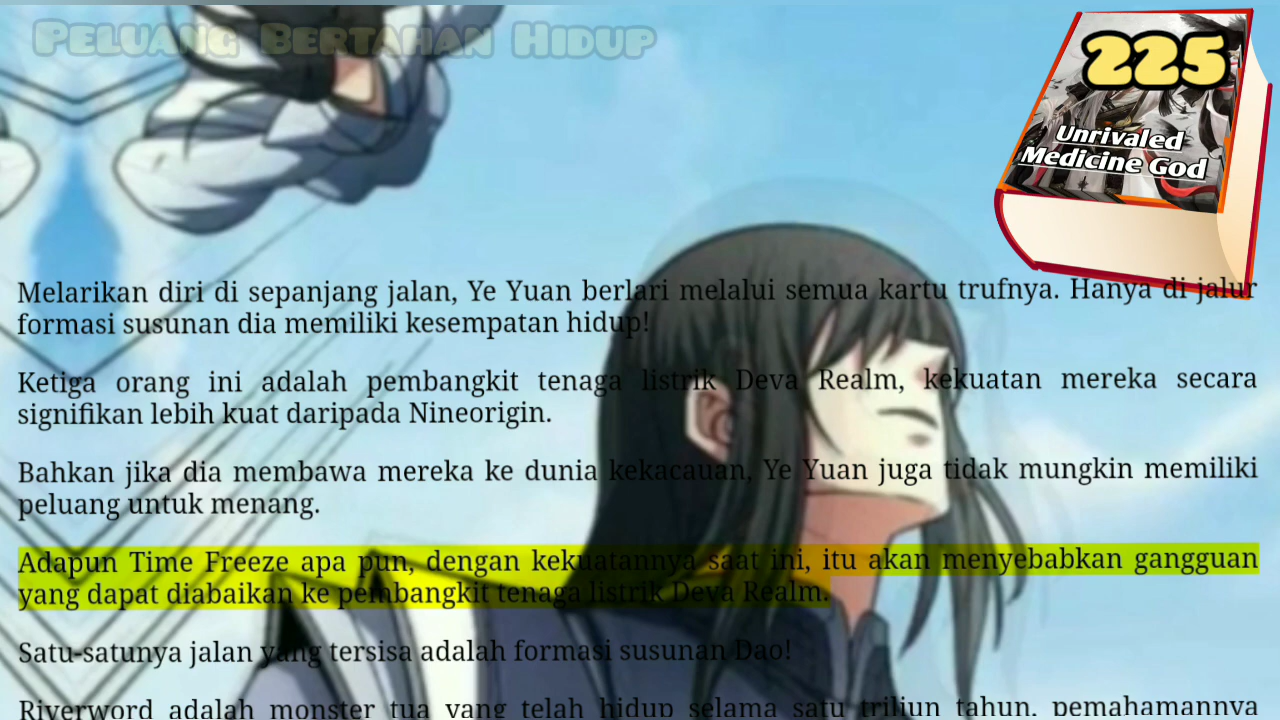 Peluang Bertahan Hidup
225
Unrivaled
Medicine God
Melarikan diri di sepanjang jalan, Ye Yuan berlari melalui semua kartu trufnya. Hanya di jalur
formasi susunan dia memiliki kesempatan hidup!
Ketiga orang ini adalah pembangkit tenaga listrik Deva Realm, kekuatan mereka secara
signifikan lebih kuat daripada Nineorigin.
Bahkan jika dia membawa mereka ke dunia kekacauan, Ye Yuan juga tidak mungkin memiliki
peluang untuk menang.
Adapun Time Freeze apa pun, dengan kekuatannya saat ini, itu akan menyebabkan gangguan
yang dapat diabaikan ke pembangkit tenaga listrik Deva Realm.
Satu-satunya jalan yang tersisa adalah formasi susunan Dao!
Riverword adalah monster tua yang telah hidup selama satu triliun tahun, pemahamannya